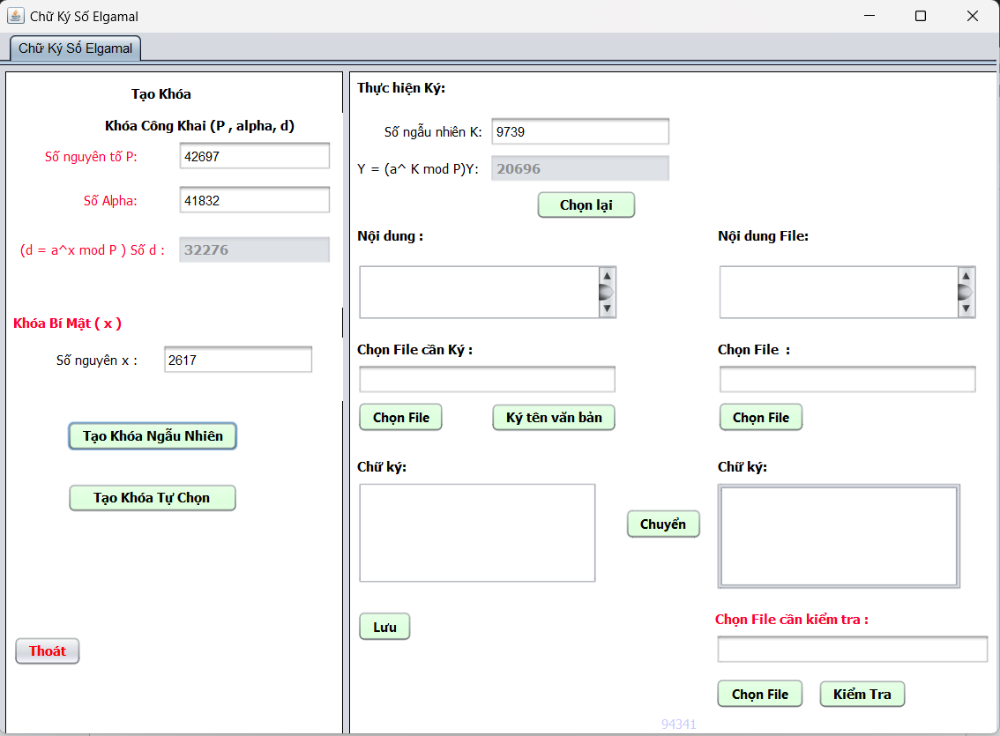 Chữ Ký Số Elgamal
Chữ Ký Số Elgamal
Tạo Khóa
Khóa Công Khai (P , alpha, d)
Số nguyên tố P: 42697
Số Alpha: 41832
(d = a^x mod P ) Số d : 32276
Khóa Bí Mật ( x )
Số nguyên x : 2617
Tạo Khóa Ngẫu Nhiên
Tạo Khóa Tự Chọn
Thoát
Thực hiện Ký:
Số ngẫu nhiên K: 9739
Y = (a^ K mod P)Y: 20696
Chọn lại
Nội dung :
Chọn File cần Ký :
Chọn File Ký tên văn bản
Chữ ký:
Chuyển
Lưu
Nội dung File:
Chọn File :
Chọn File
Chữ ký:
Chọn File cần kiểm tra :
Chọn File Kiểm Tra
94341